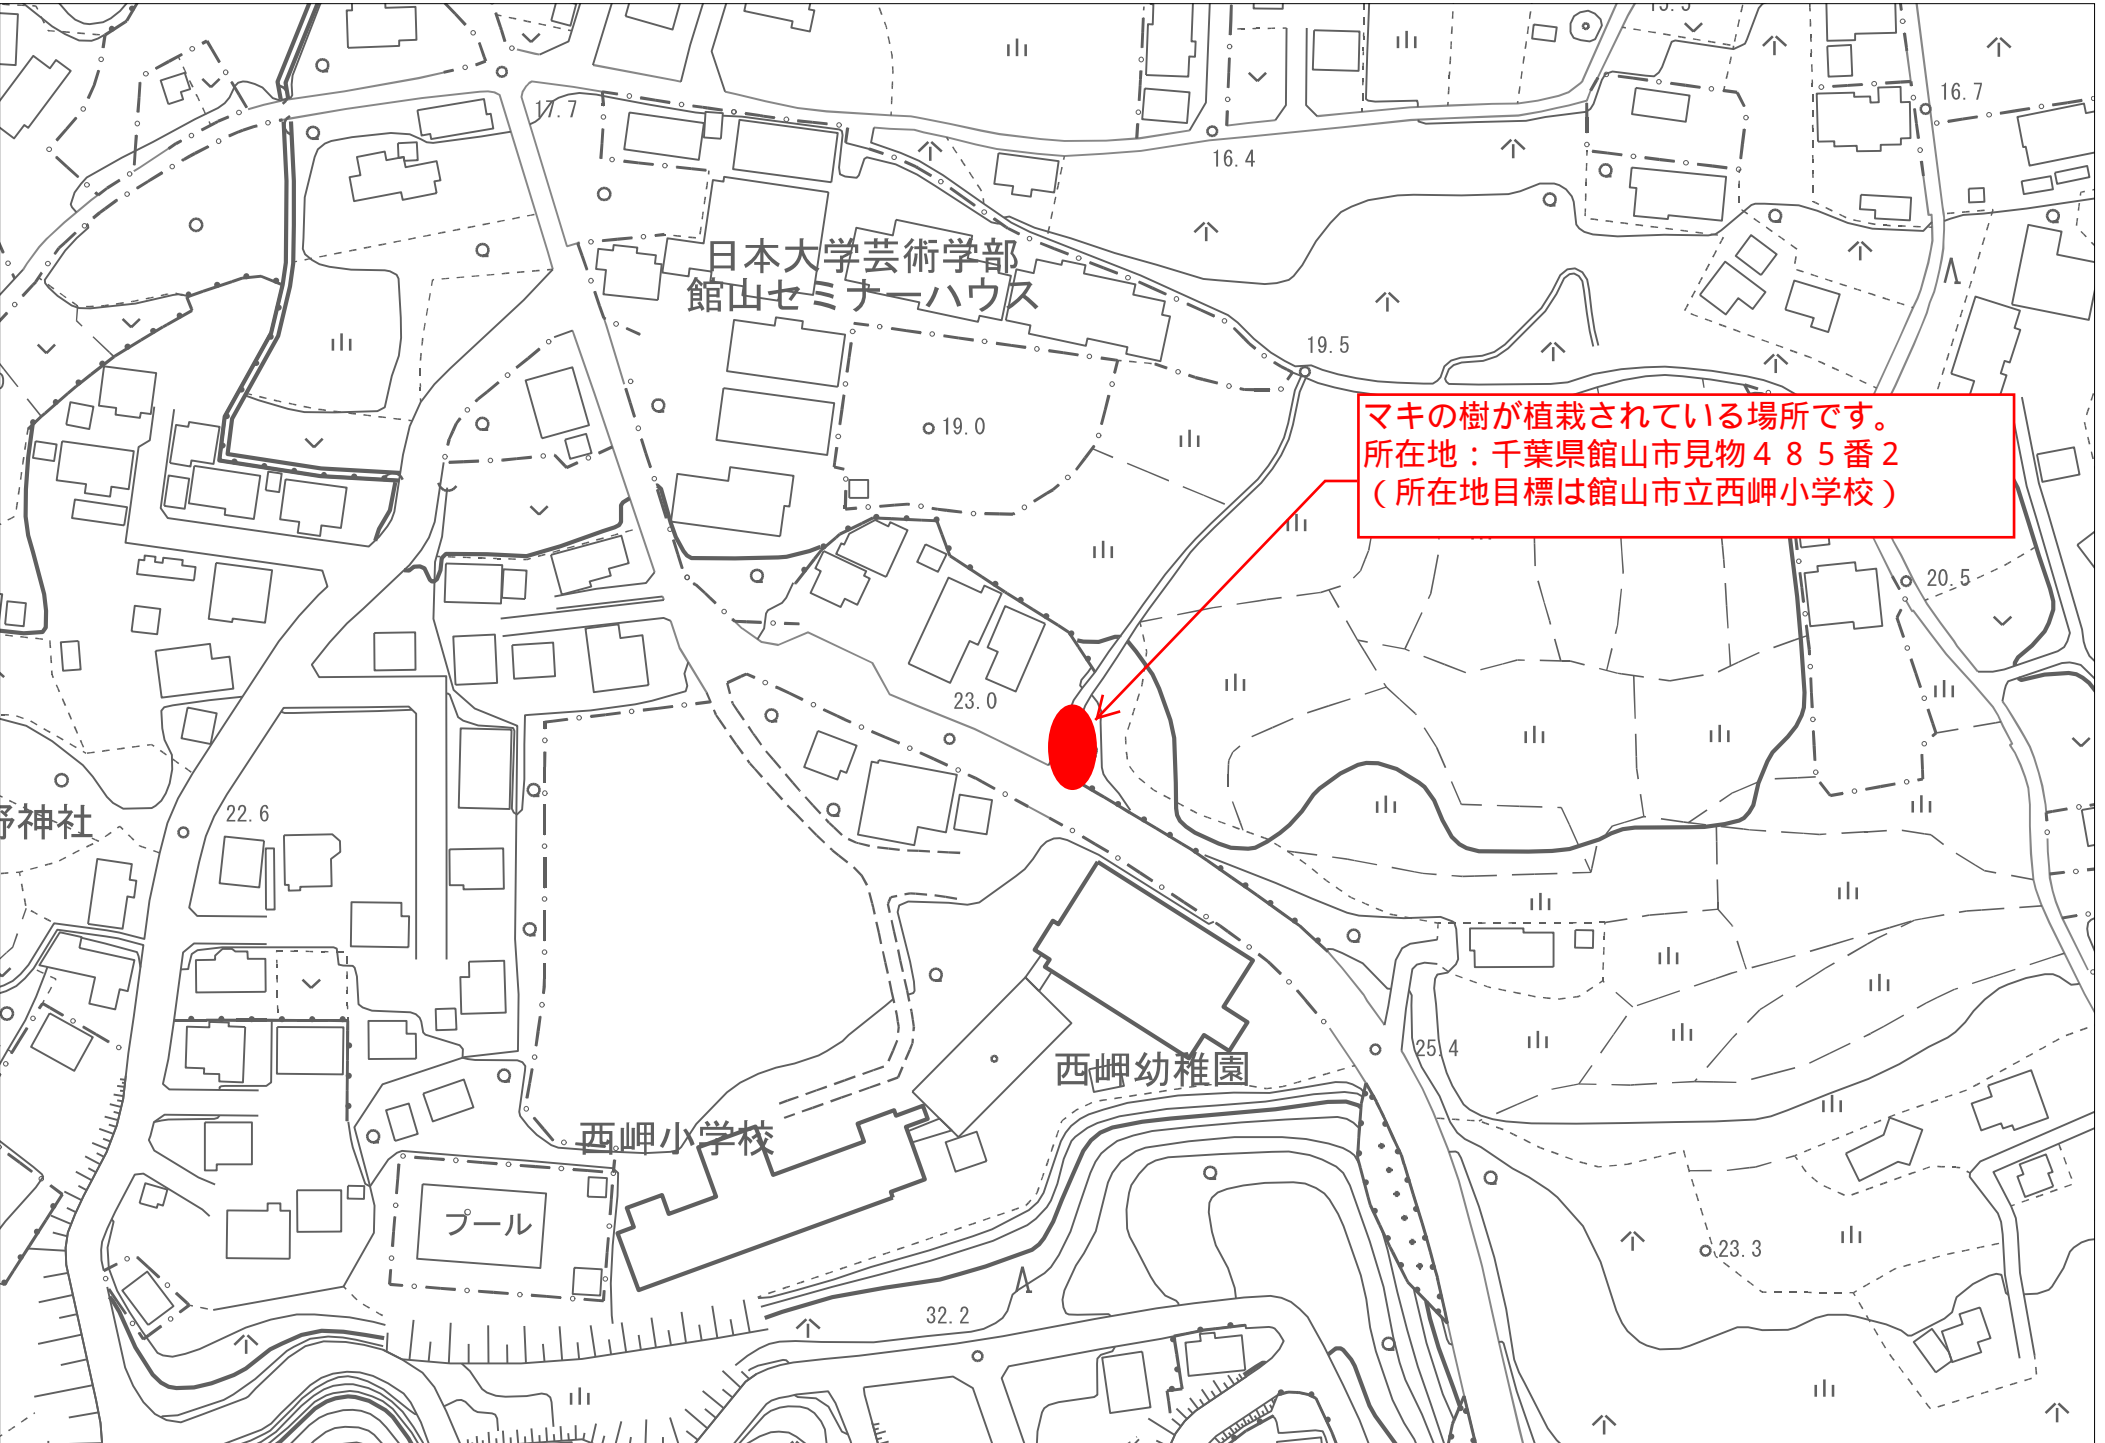 17.7
16.7
16.4
日本大学芸術学部
館山セミナーハウス
19.5
19.0
マキの樹が植栽されている場所です。
所在地：千葉県館山市見物４８５番２
（所在地目標は館山市立西岬小学校）
20.5
23.0
22.6
神社
25.4
西岬幼稚園
西岬小学校
プール
23.3
32.2